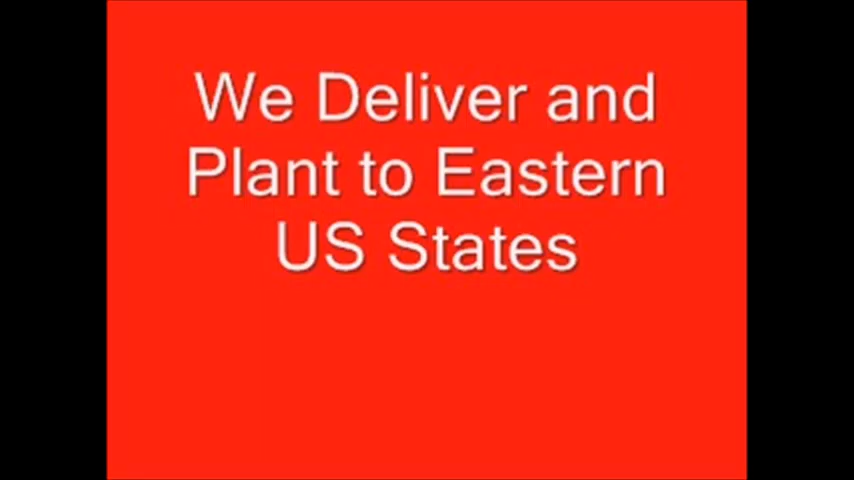 We Deliver and
Plant to Eastern
US States